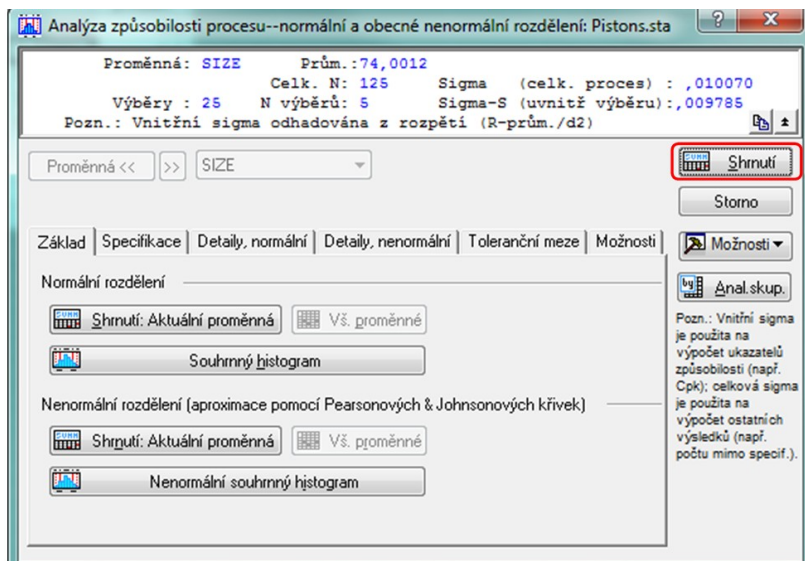 Analýza způsobilosti procesu--normální a obecné nenormální rozdělení: Pistons.sta
Proměnná: SIZE Prům.:74,0012
Celk. N: 125 Sigma (celk. proces) : ,010070
Výběry : 25 N výběrů: 5 Sigma-S (uvnitř výběru):,009785
Pozn.: Vnitřní sigma odhadována z rozpětí (R-prům./d2)
Proměnná << >> SIZE
Shrnutí
Storno
Základ Specifikace Detaily, normální Detaily, nenormální Toleranční meze Možnosti
Možnosti
Anal.skup.
Normální rozdělení
Shrnutí: Aktuální proměnná Vš. proměnné
Souhrnný histogram
Nenormální rozdělení (aproximace pomocí Pearsonových & Johnsonových křivek)
Shrnutí: Aktuální proměnná Vš. proměnné
Nenormální souhrnný histogram
Pozn.: Vnitřní sigma
je použita na
výpočet ukazatelů
způsobilosti (např.
Cpk); celková sigma
je použita na
výpočet ostatních
výsledků (např.
počtu mimo specif.).